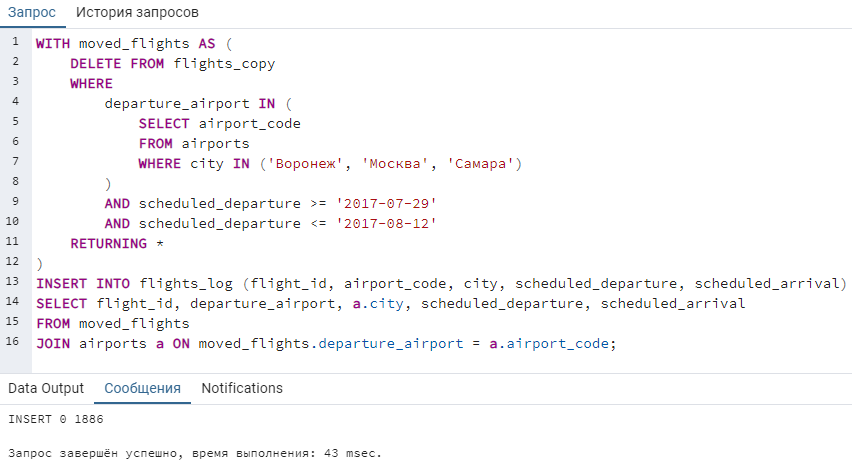 Запрос История запросов
1 WITH moved_flights AS (
2 DELETE FROM flights_copy
3 WHERE
4 departure_airport IN (
5 SELECT airport_code
6 FROM airports
7 WHERE city IN ('Воронеж', 'Москва', 'Самара')
8 )
9 AND scheduled_departure >= '2017-07-29'
10 AND scheduled_departure <= '2017-08-12'
11 RETURNING *
12 )
13 INSERT INTO flights_log (flight_id, airport_code, city, scheduled_departure, scheduled_arrival)
14 SELECT flight_id, departure_airport, a.city, scheduled_departure, scheduled_arrival
15 FROM moved_flights
16 JOIN airports a ON moved_flights.departure_airport = a.airport_code;
Data Output Сообщения Notifications
INSERT 0 1886
Запрос завершён успешно, время выполнения: 43 msec.